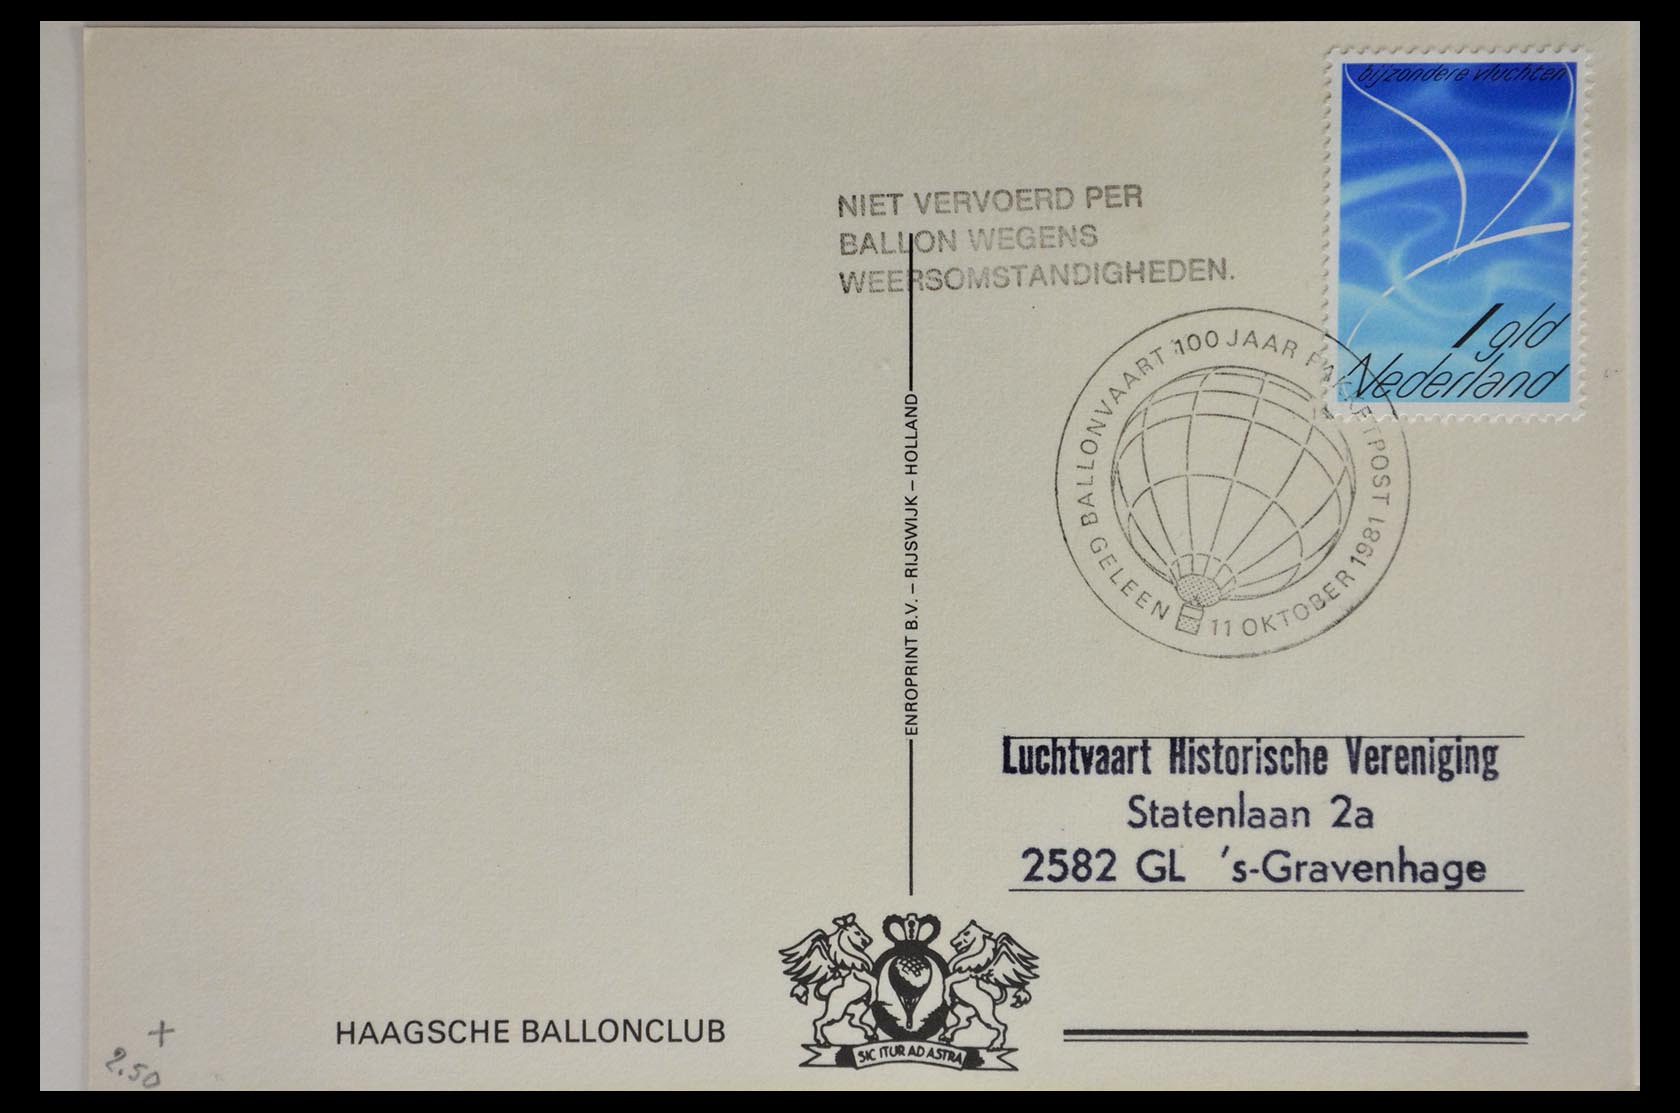 bijzondere vluchten
1 gld
Nederland
NIET VERVOERD PER
BALLON WEGENS
WEERSOMSTANDIGHEDEN.
GELEEN BALLONVAART 100 JAAR PAKKETPOST
11 OKTOBER 1981
ENROPRINT B.V. – RIJSWIJK – HOLLAND
Luchtvaart Historische Vereniging
Statenlaan 2a
2582 GL 's-Gravenhage
HAAGSCHE BALLONCLUB
SIC ITUR AD ASTRA
+
2.50